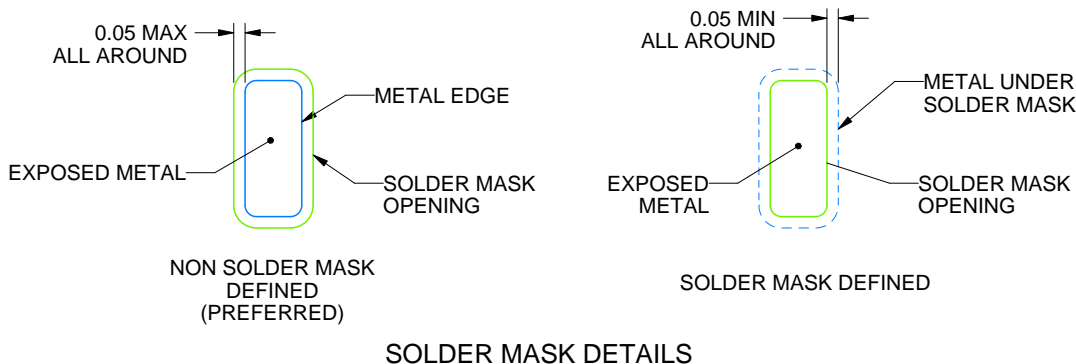 0.05 MAX
ALL AROUND
METAL EDGE
EXPOSED METAL
SOLDER MASK
OPENING
NON SOLDER MASK
DEFINED
(PREFERRED)
0.05 MIN
ALL AROUND
METAL UNDER
SOLDER MASK
EXPOSED
METAL
SOLDER MASK
OPENING
SOLDER MASK DEFINED
SOLDER MASK DETAILS